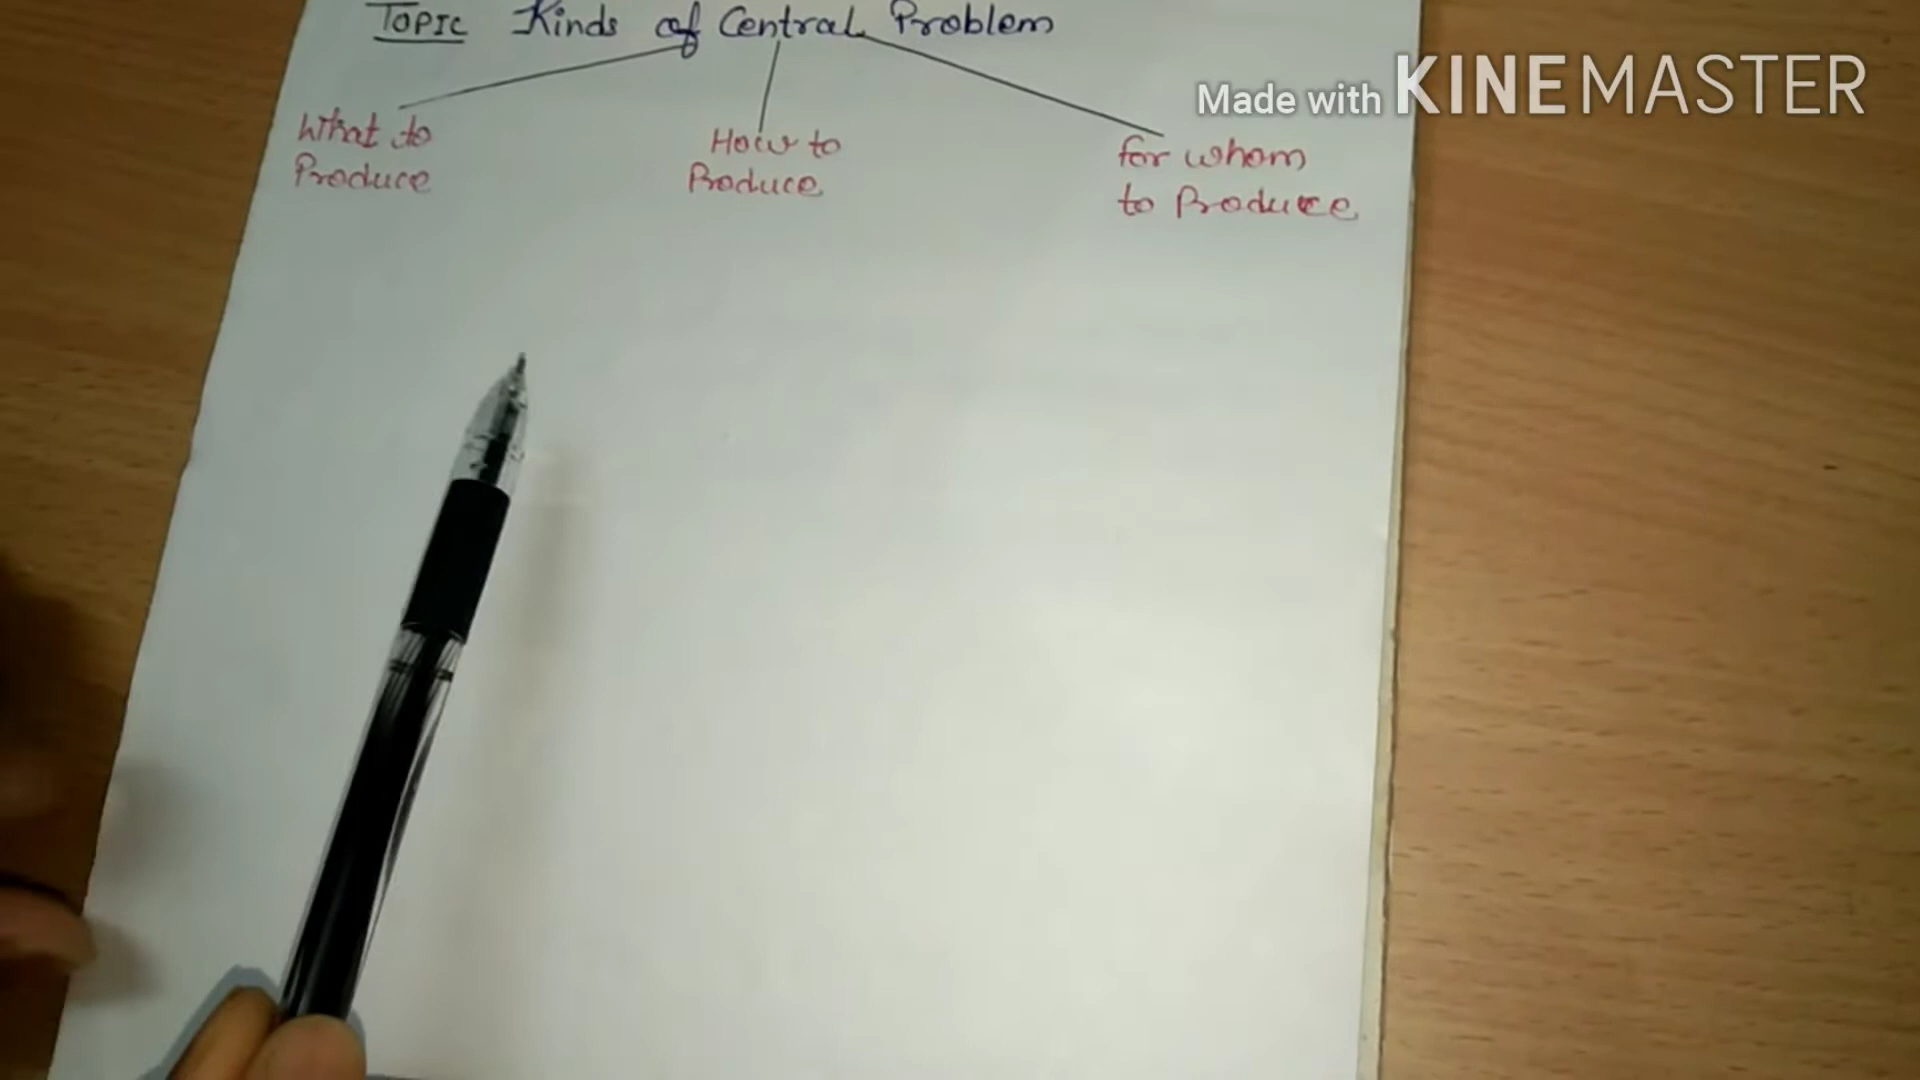 TOPIC Kinds of Central Problem
Made with KINEMASTER
What to
Produce
How to
Produce
for whom
to Produce